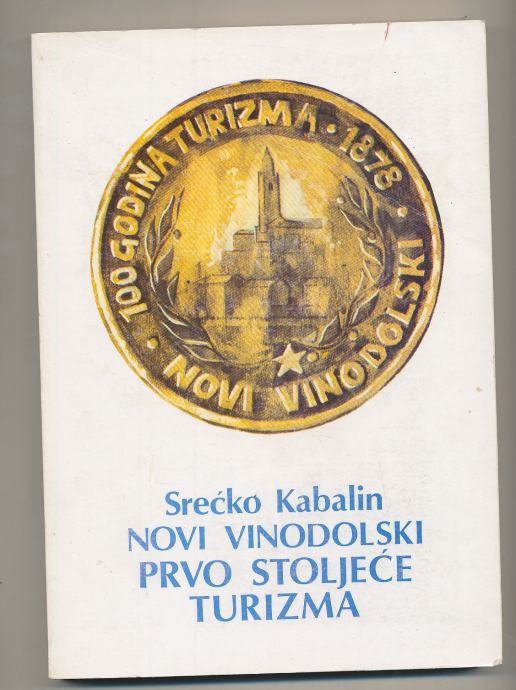 100 GODINA TURIZMA · 1878 ·
· NOVI VINODOLSKI
Srećko Kabalin
NOVI VINODOLSKI
PRVO STOLJEĆE
TURIZMA